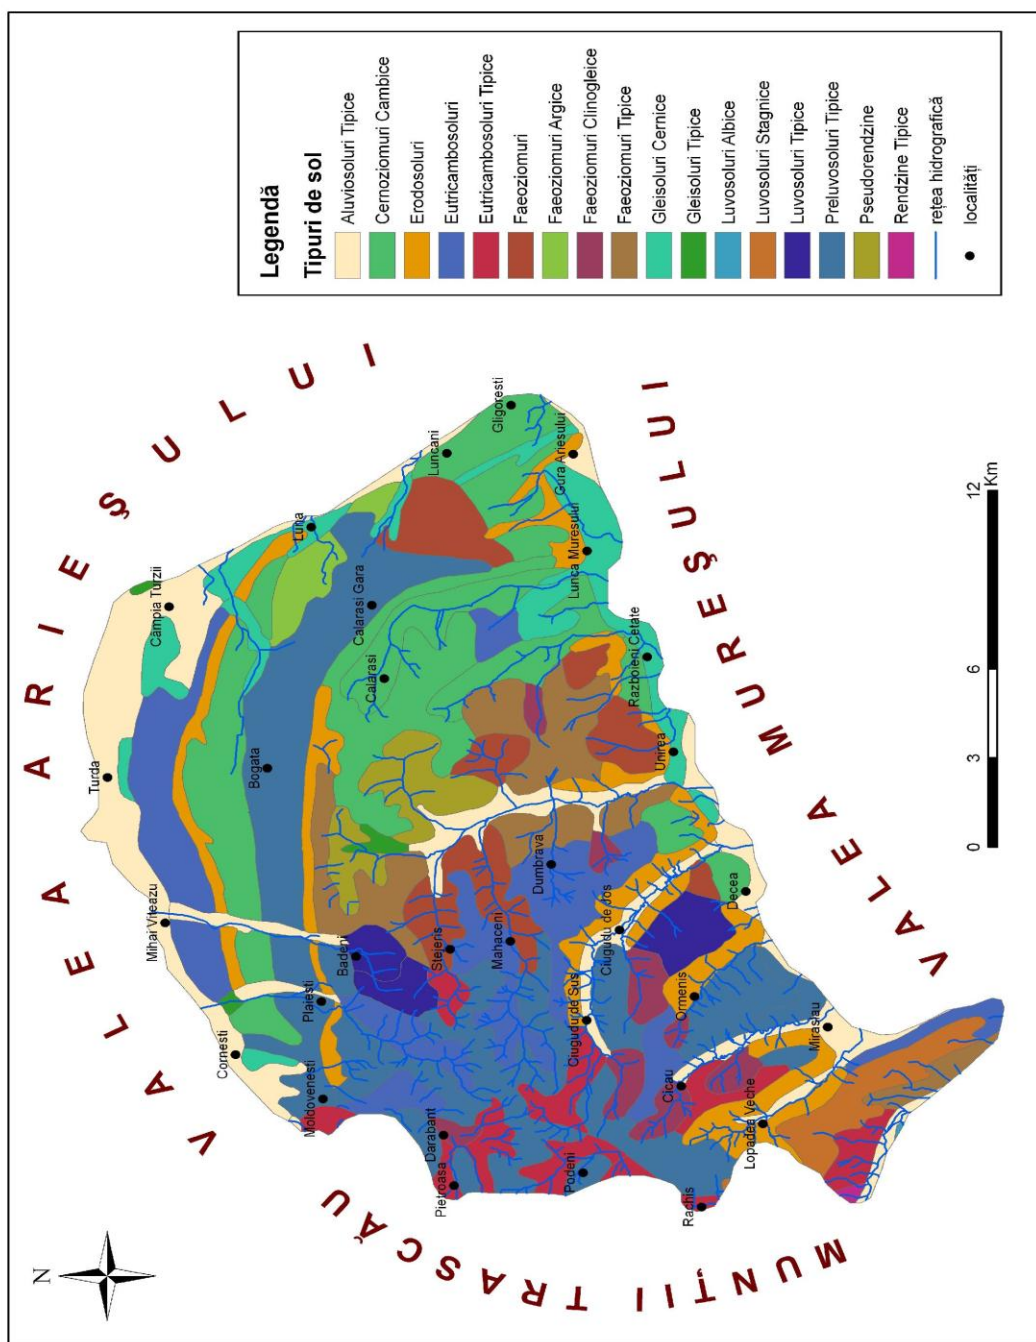 N
VALEA ARIEŞULUI
VALEA MUREŞULUI
MUNŢII TRASCĂU
Turda
Câmpia Turzii
Mihai Viteazu
Cornesti
Plaiesti
Moldovenesti
Bogata
Luna
Calarasi Gara
Calarasi
Luncani
Gligoresti
Gura Ariesului
Lunca Muresului
Razboieni Cetate
Unirea
Badeni
Stejeris
Mahaceni
Dumbrava
Darabant
Pietroasa
Podeni
Rachis
Ciugudu de Sus
Ciugudu de Jos
Decea
Ormenis
Cicau
Miraslau
Lopadea Veche
0 3 6 12 Km
Legendă
Tipuri de sol
Aluviosoluri Tipice
Cernoziomuri Cambice
Erodosoluri
Eutricambosoluri
Eutricambosoluri Tipice
Faeoziomuri
Faeoziomuri Argice
Faeoziomuri Clinogleice
Faeoziomuri Tipice
Gleisoluri Cernice
Gleisoluri Tipice
Luvosoluri Albice
Luvosoluri Stagnice
Luvosoluri Tipice
Preluvosoluri Tipice
Pseudorendzine
Rendzine Tipice
rețea hidrografică
localități